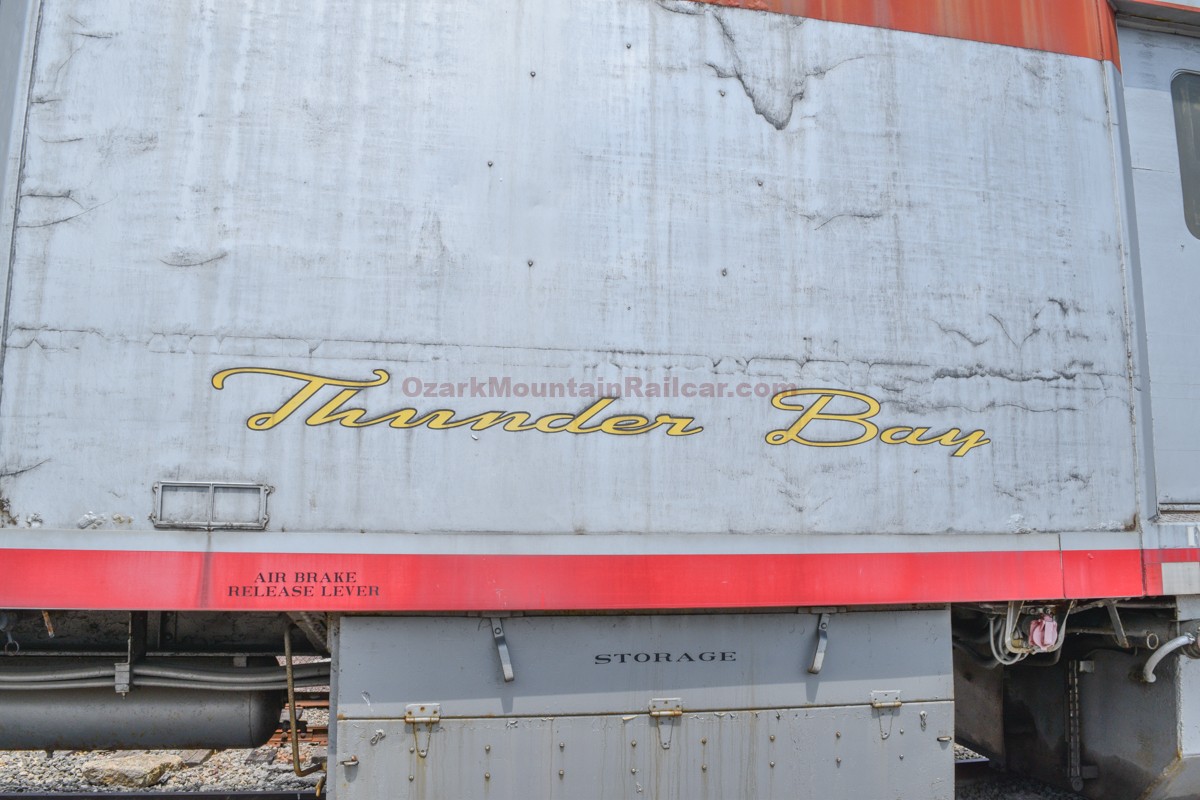 OzarkMountainRailcar.com
Thunder Bay
AIR BRAKE
RELEASE LEVER
STORAGE